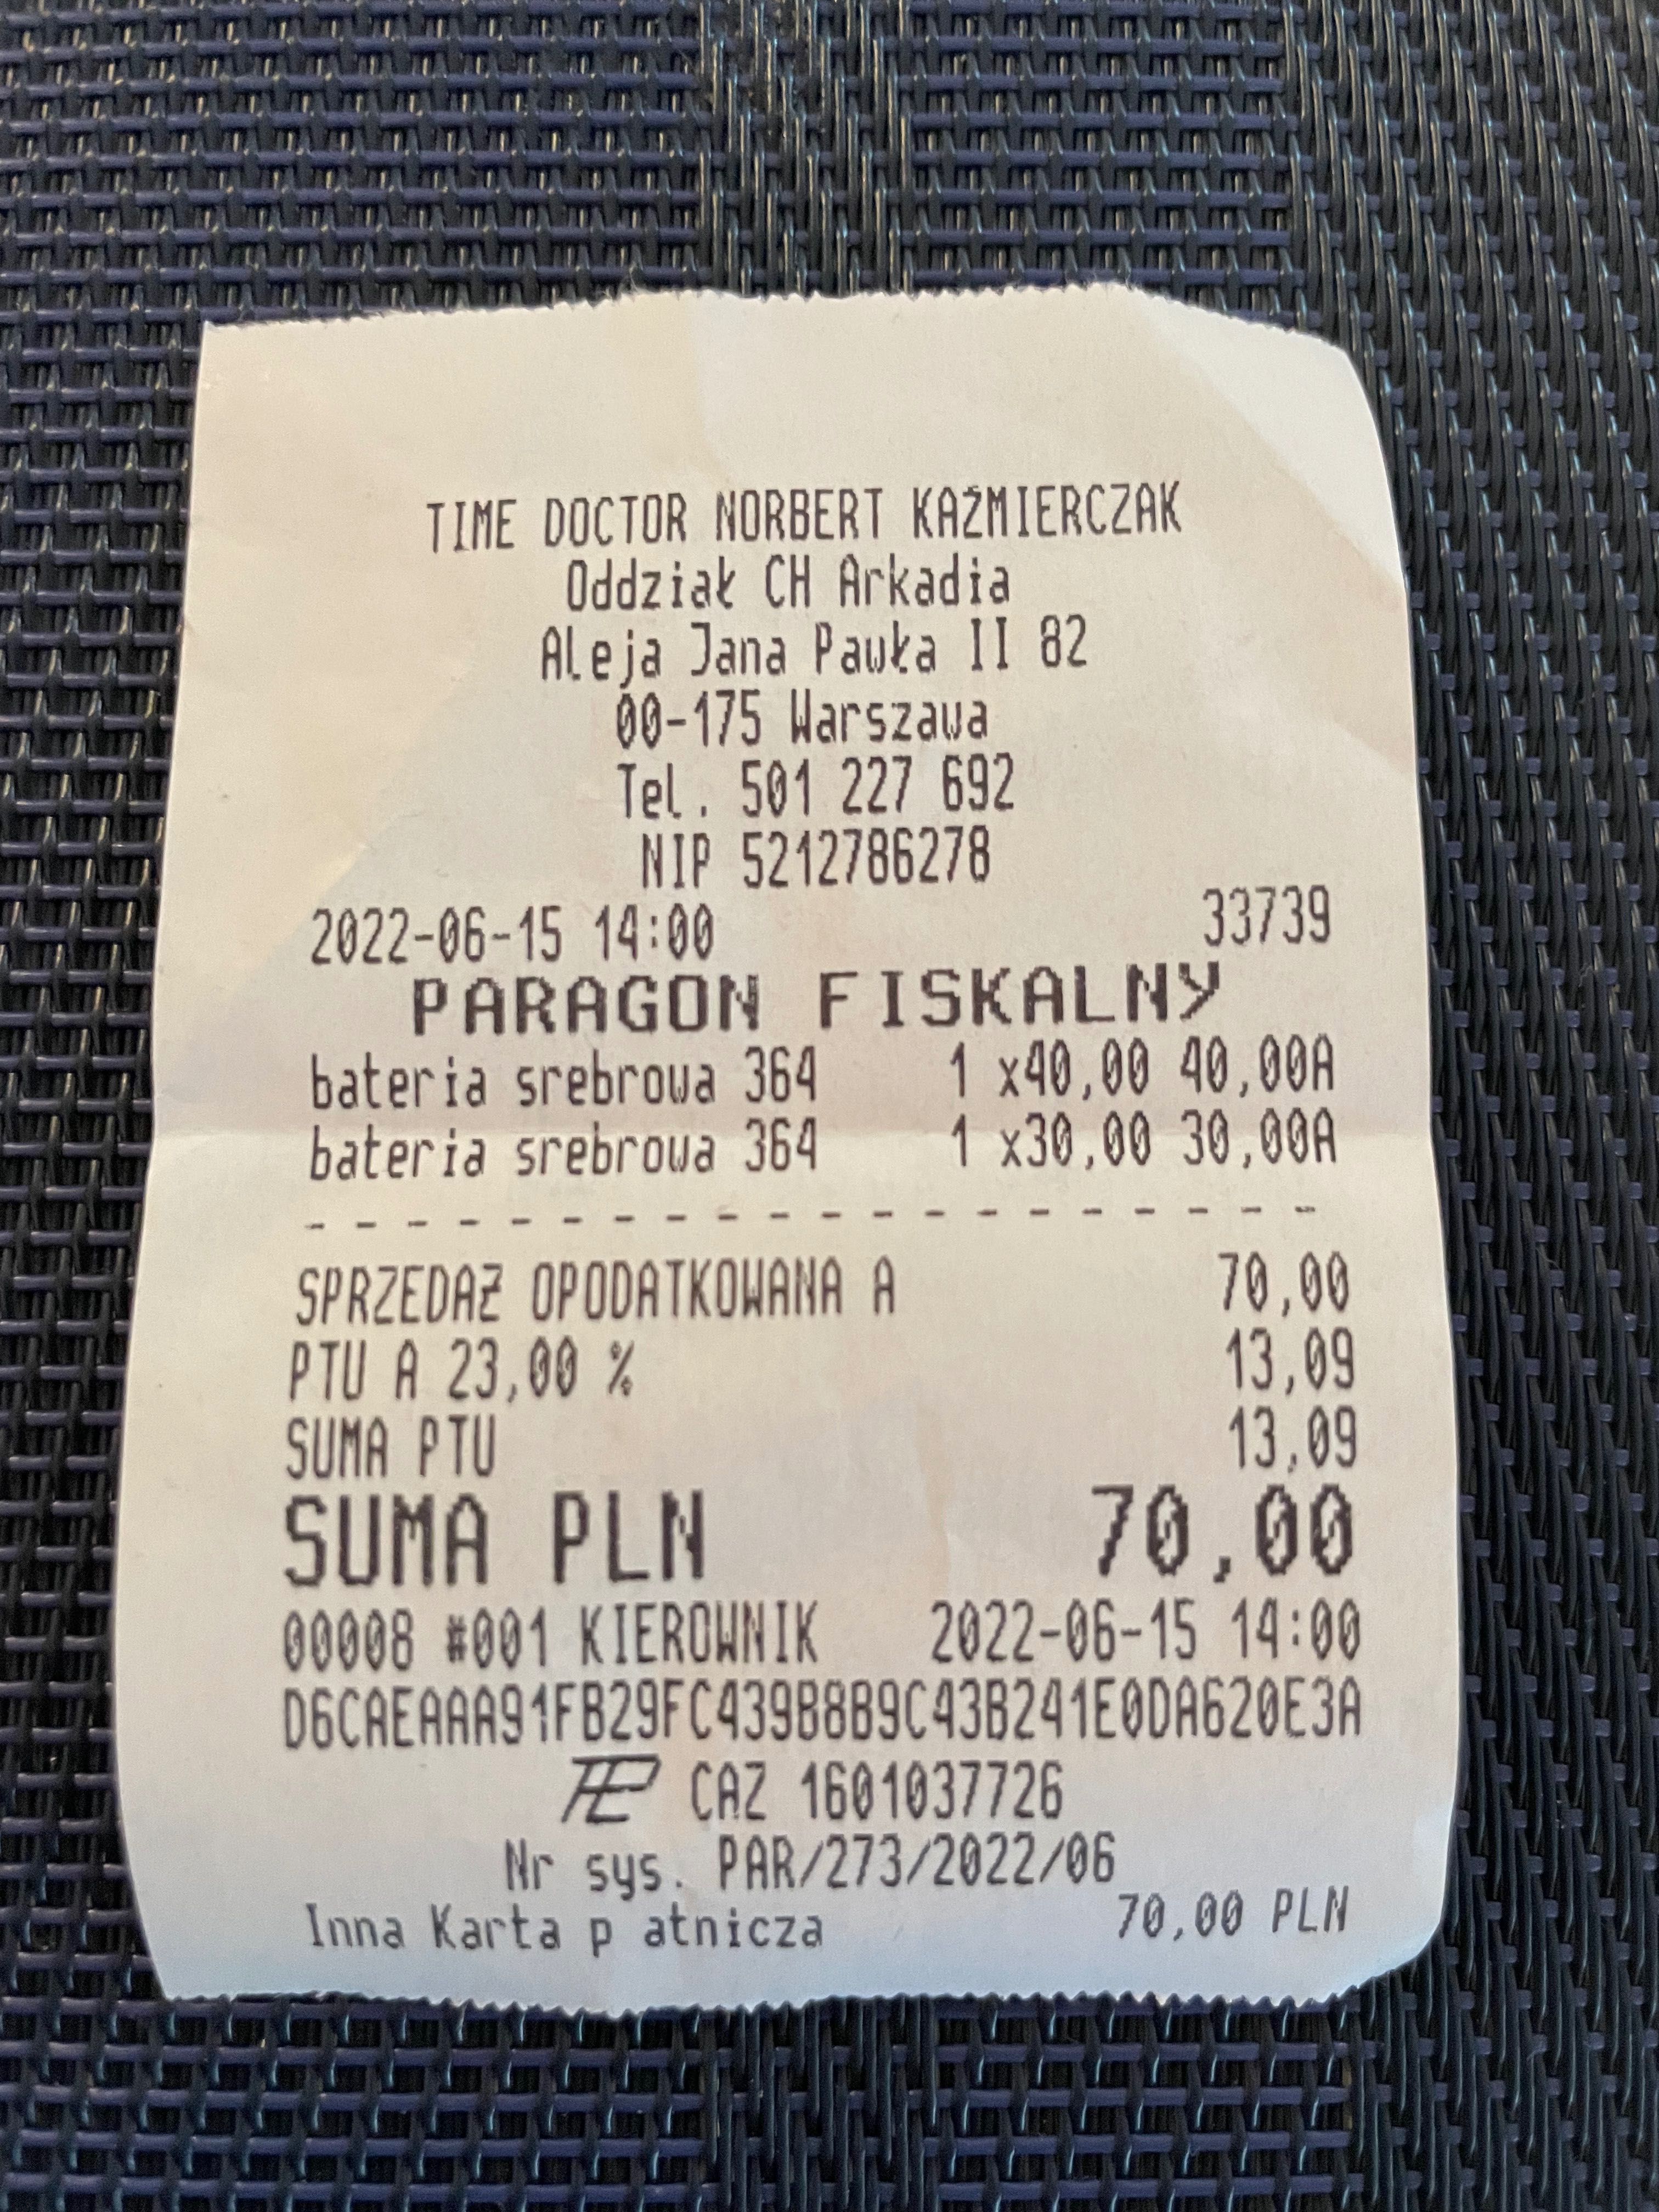 TIME DOCTOR NORBERT KAŹMIERCZAK
Oddział CH Arkadia
Aleja Jana Pawła II 82
00-175 Warszawa
Tel. 501 227 692
NIP 5212786278
2022-06-15 14:00 33739
PARAGON FISKALNY
bateria srebrowa 364 1 x40,00 40,00A
bateria srebrowa 364 1 x30,00 30,00A
- - - - - - - - - - - - - - - - - - - -
SPRZEDAŻ OPODATKOWANA A 70,00
PTU A 23,00 % 13,09
SUMA PTU 13,09
SUMA PLN 70,00
00008 #001 KIEROWNIK 2022-06-15 14:00
D6CAEAAA91FB29FC439B8B9C43B241E0DA620E3A
CAZ 1601037726
Nr sys. PAR/273/2022/06
Inna Karta p atnicza 70,00 PLN